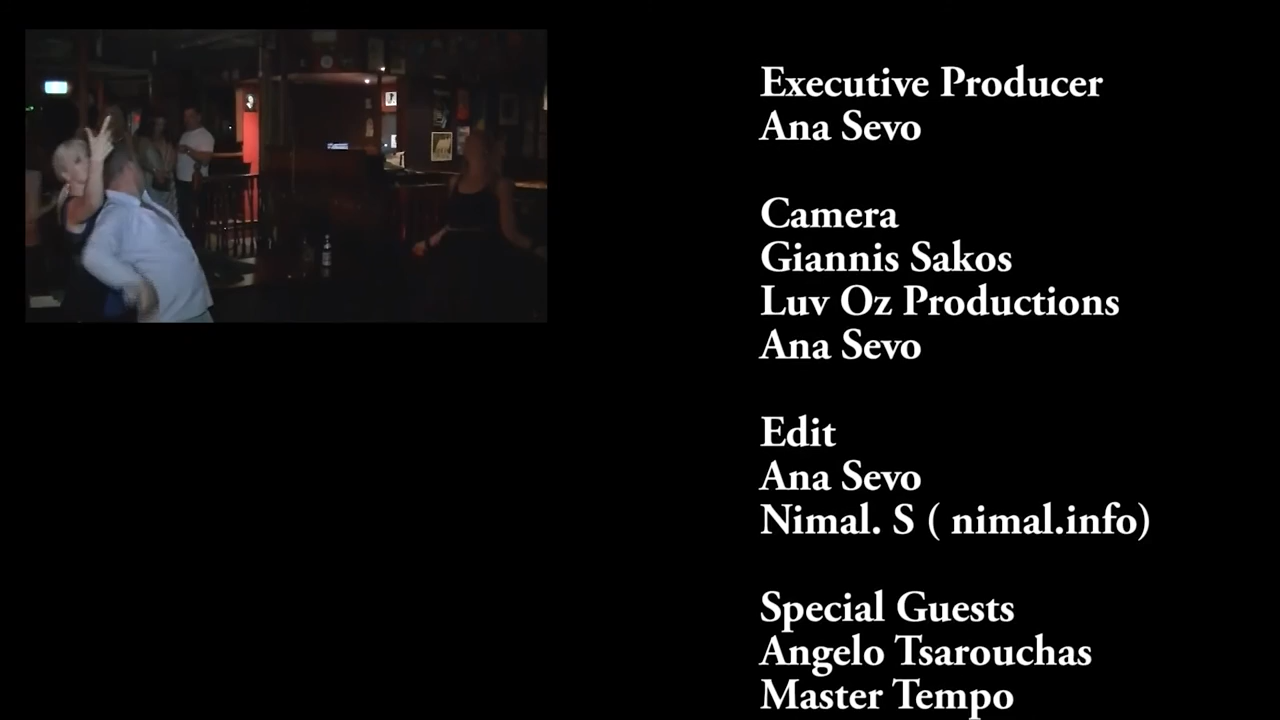 Executive Producer
Ana Sevo
Camera
Giannis Sakos
Luv Oz Productions
Ana Sevo
Edit
Ana Sevo
Nimal. S ( nimal.info)
Special Guests
Angelo Tsarouchas
Master Tempo